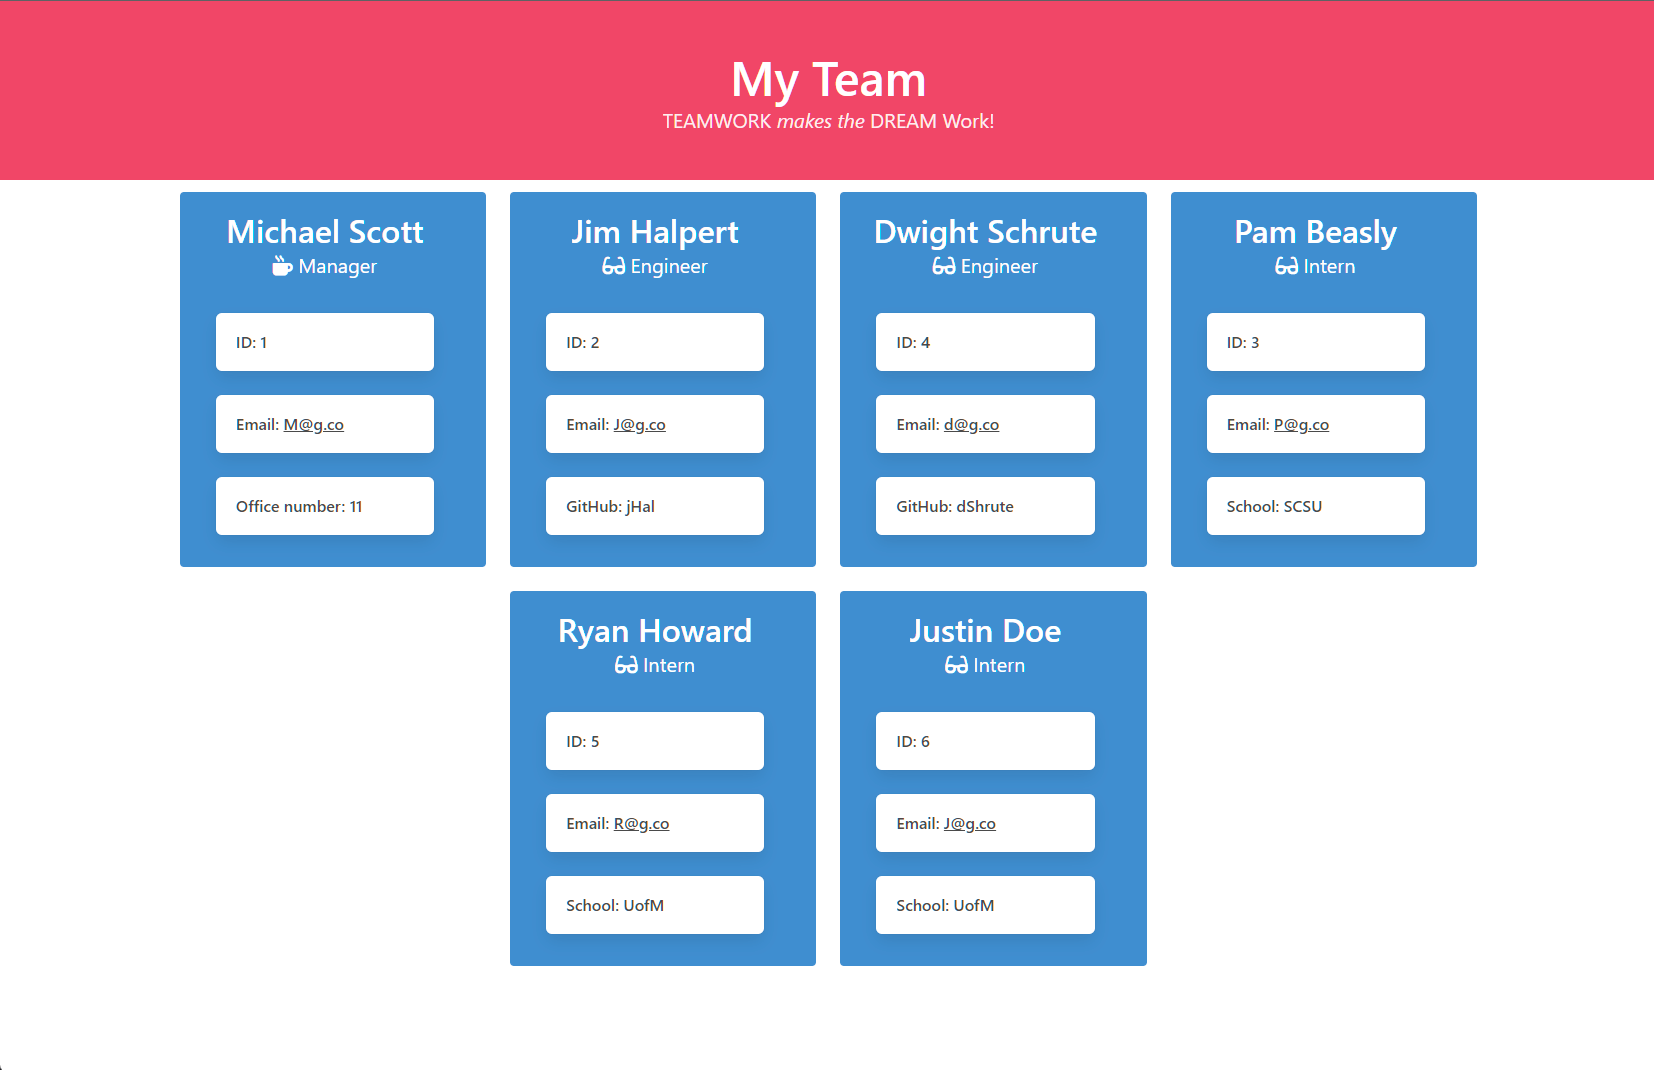 My Team
TEAMWORK makes the DREAM Work!
Michael Scott
Manager
ID: 1
Email: M@g.co
Office number: 11
Jim Halpert
Engineer
ID: 2
Email: J@g.co
GitHub: jHal
Dwight Schrute
Engineer
ID: 4
Email: d@g.co
GitHub: dShrute
Pam Beasly
Intern
ID: 3
Email: P@g.co
School: SCSU
Ryan Howard
Intern
ID: 5
Email: R@g.co
School: UofM
Justin Doe
Intern
ID: 6
Email: J@g.co
School: UofM